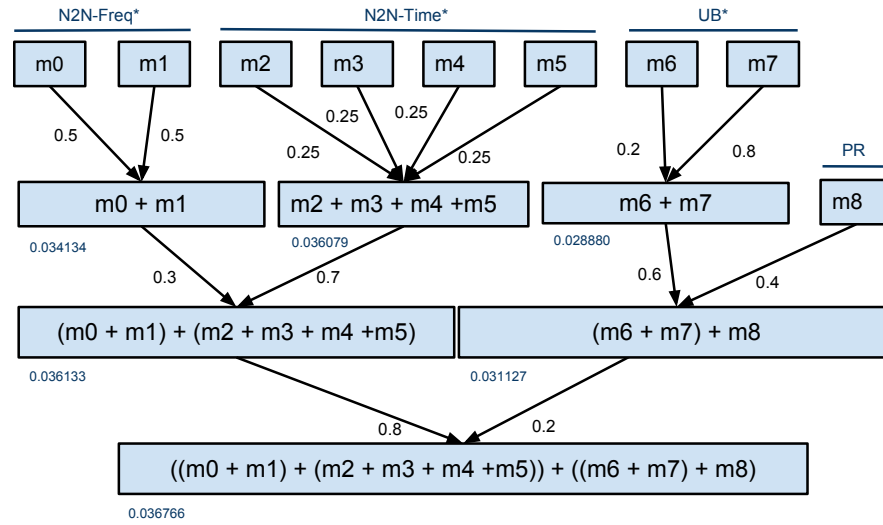 N2N-Freq* N2N-Time* UB*
m0 m1 m2 m3 m4 m5 m6 m7
0.5 0.5 0.25 0.25 0.25 0.25 0.2 0.8
PR
m0 + m1 m2 + m3 + m4 +m5 m6 + m7 m8
0.034134 0.036079 0.028880
0.3 0.7 0.6 0.4
(m0 + m1) + (m2 + m3 + m4 +m5) (m6 + m7) + m8
0.036133 0.031127
0.8 0.2
((m0 + m1) + (m2 + m3 + m4 +m5)) + ((m6 + m7) + m8)
0.036766